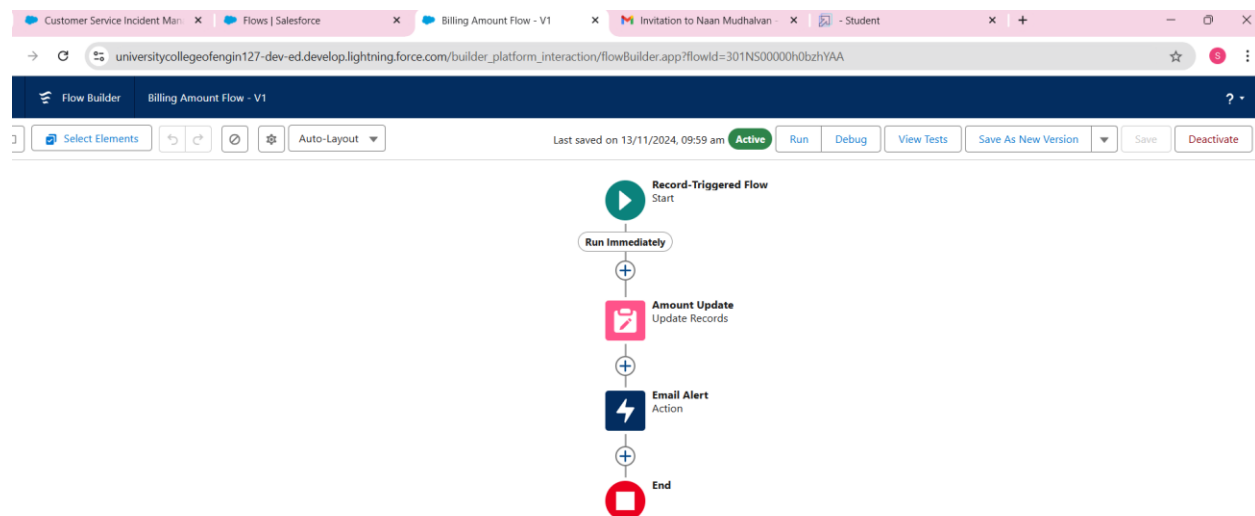 Customer Service Incident Man
Flows | Salesforce
Billing Amount Flow - V1
Invitation to Naan Mudhalvan -
- Student
universitycollegeofengin127-dev-ed.develop.lightning.force.com/builder_platform_interaction/flowBuilder.app?flowId=301NS00000h0bzhYAA
S
Flow Builder
Billing Amount Flow - V1
?
Select Elements
Auto-Layout
Last saved on 13/11/2024, 09:59 am
Active
Run
Debug
View Tests
Save As New Version
Save
Deactivate
Record-Triggered Flow
Start
Run Immediately
Amount Update
Update Records
Email Alert
Action
End